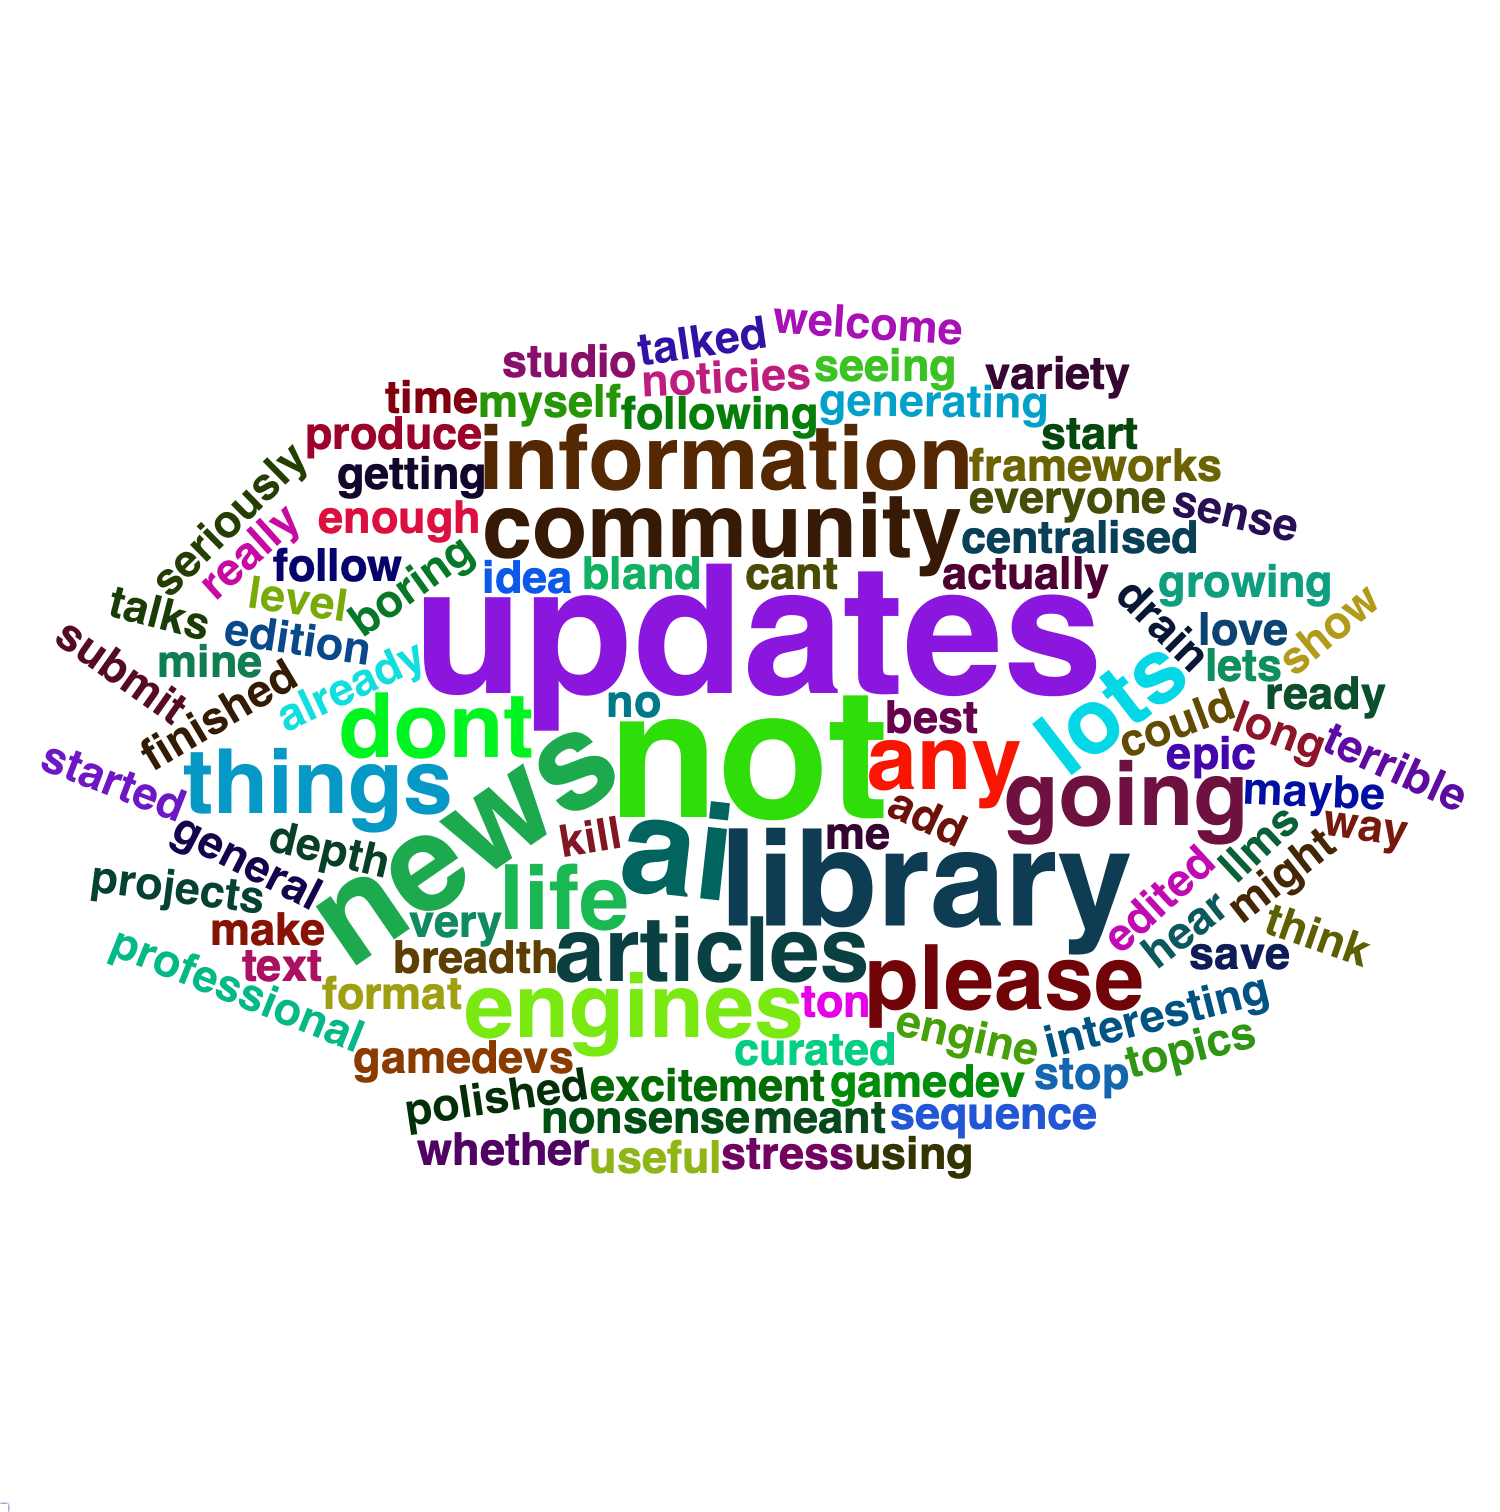 welcome
talked
studio
noticies
seeing
variety
time
myself
following
generating
produce
information
start
getting
frameworks
seriously
everyone
sense
really
enough
community
centralised
follow
boring
idea
bland
cant
actually
growing
level
updates
drain
show
talks
edition
love
submit
mine
already
lots
lets
finished
dont
no
not
best
could
ready
long
terrible
started
things
news
any
epic
going
maybe
general
depth
kill
ai
me
add
llms
way
library
might
projects
life
edited
make
very
hear
think
professional
text
breadth
articles
save
format
engines
ton
please
interesting
engine
topics
gamedevs
curated
polished
excitement
gamedev
stop
nonsense
meant
sequence
whether
useful
stress
using